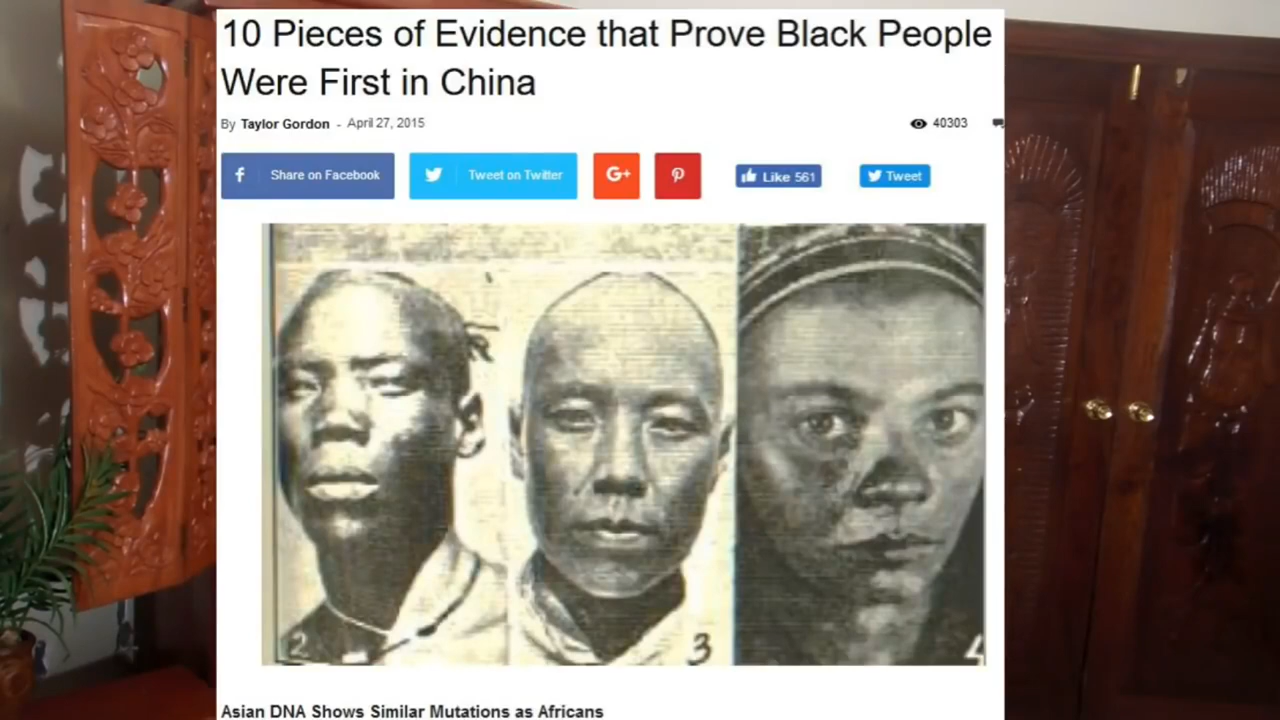 10 Pieces of Evidence that Prove Black People
Were First in China
By Taylor Gordon - April 27, 2015 40303
f Share on Facebook Tweet on Twitter G+ Like 561 Tweet
2 3 4
Asian DNA Shows Similar Mutations as Africans